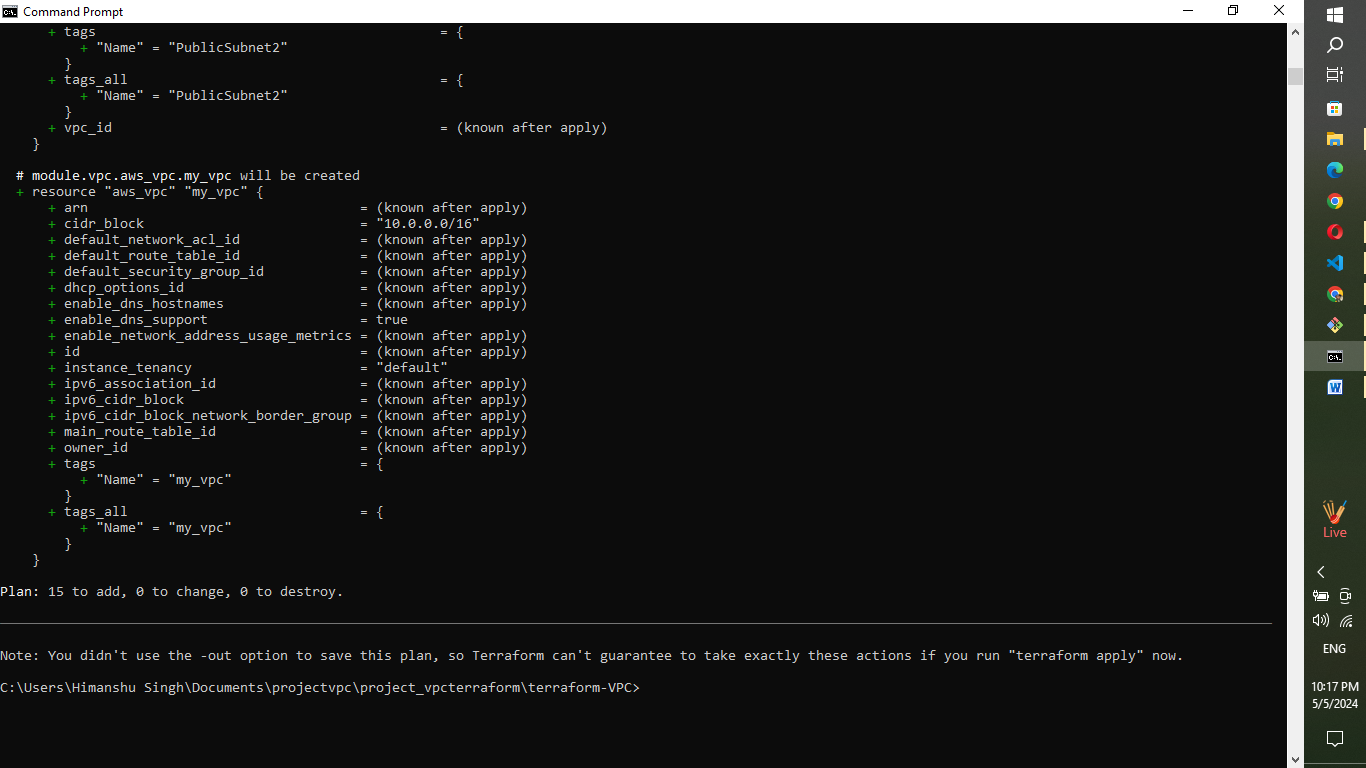 Command Prompt
+ tags = {
+ "Name" = "PublicSubnet2"
}
+ tags_all = {
+ "Name" = "PublicSubnet2"
}
+ vpc_id = (known after apply)
}
# module.vpc.aws_vpc.my_vpc will be created
+ resource "aws_vpc" "my_vpc" {
+ arn = (known after apply)
+ cidr_block = "10.0.0.0/16"
+ default_network_acl_id = (known after apply)
+ default_route_table_id = (known after apply)
+ default_security_group_id = (known after apply)
+ dhcp_options_id = (known after apply)
+ enable_dns_hostnames = (known after apply)
+ enable_dns_support = true
+ enable_network_address_usage_metrics = (known after apply)
+ id = (known after apply)
+ instance_tenancy = "default"
+ ipv6_association_id = (known after apply)
+ ipv6_cidr_block = (known after apply)
+ ipv6_cidr_block_network_border_group = (known after apply)
+ main_route_table_id = (known after apply)
+ owner_id = (known after apply)
+ tags = {
+ "Name" = "my_vpc"
}
+ tags_all = {
+ "Name" = "my_vpc"
}
}
Plan: 15 to add, 0 to change, 0 to destroy.
Note: You didn't use the -out option to save this plan, so Terraform can't guarantee to take exactly these actions if you run "terraform apply" now.
C:\Users\Himanshu Singh\Documents\projectvpc\project_vpcterraform\terraform-VPC>
Live
ENG
10:17 PM
5/5/2024